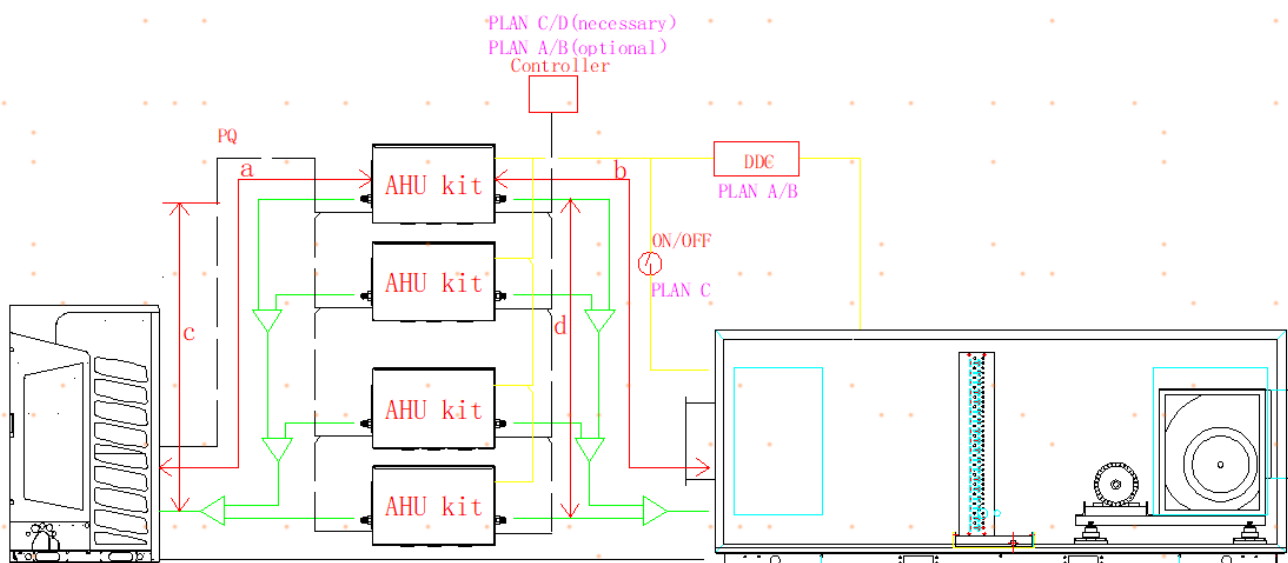 PLAN C/D(necessary)
PLAN A/B(optional)
Controller
PQ
a
AHU kit
b
DDC
PLAN A/B
AHU kit
ON/OFF
PLAN C
c
d
AHU kit
AHU kit